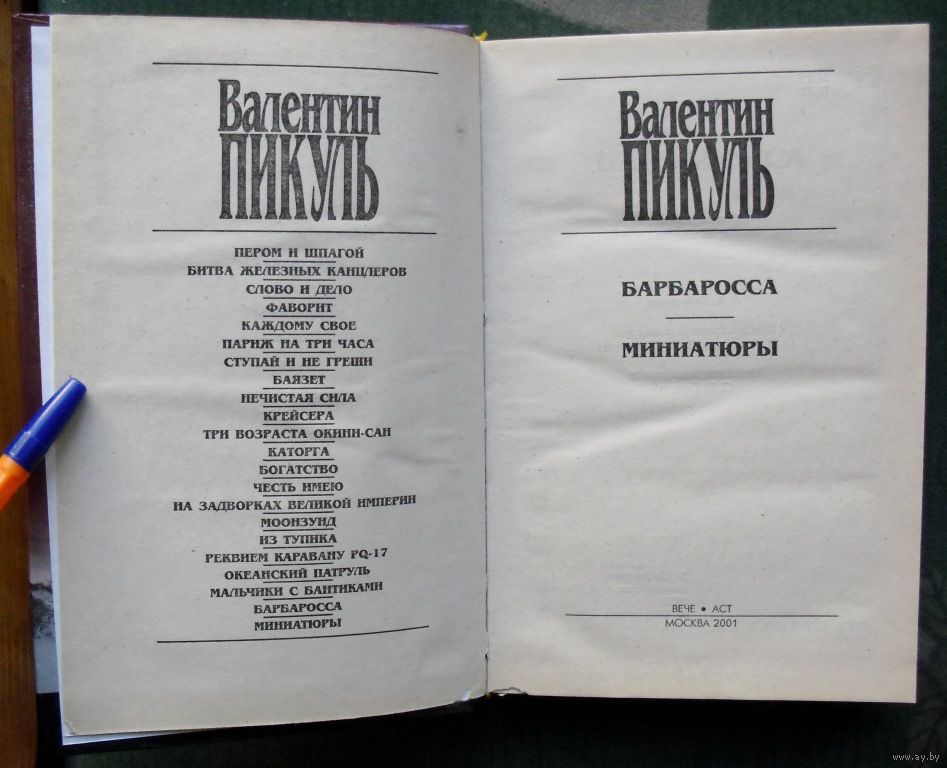 Валентин
ПИКУЛЬ
ПЕРОМ И ШПАГОЙ
БИТВА ЖЕЛЕЗНЫХ КАНЦЛЕРОВ
СЛОВО И ДЕЛО
ФАВОРИТ
КАЖДОМУ СВОЕ
ПАРИЖ НА ТРИ ЧАСА
СТУПАЙ И НЕ ГРЕШИ
БАЯЗЕТ
НЕЧИСТАЯ СИЛА
КРЕЙСЕРА
ТРИ ВОЗРАСТА ОКИНИ-САН
КАТОРГА
БОГАТСТВО
ЧЕСТЬ ИМЕЮ
НА ЗАДВОРКАХ ВЕЛИКОЙ ИМПЕРИИ
МООНЗУНД
ИЗ ТУПИКА
РЕКВИЕМ КАРАВАНУ PQ-17
ОКЕАНСКИЙ ПАТРУЛЬ
МАЛЬЧИКИ С БАНТИКАМИ
БАРБАРОССА
МИНИАТЮРЫ
Валентин
ПИКУЛЬ
БАРБАРОССА
МИНИАТЮРЫ
ВЕЧЕ • АСТ
МОСКВА 2001
www.ay.by